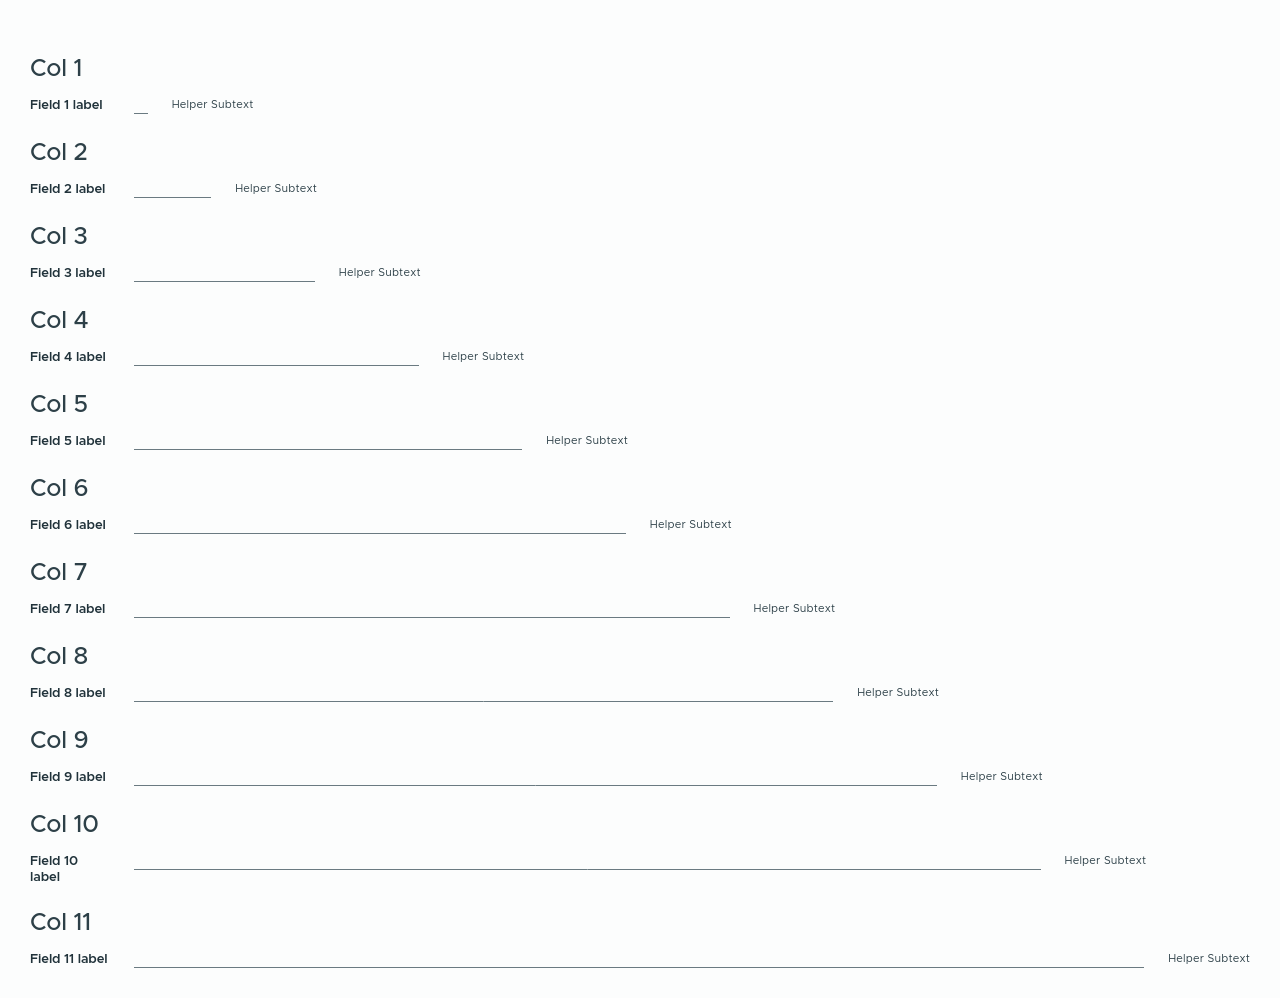 Col 1
Field 1 label Helper Subtext
Col 2
Field 2 label Helper Subtext
Col 3
Field 3 label Helper Subtext
Col 4
Field 4 label Helper Subtext
Col 5
Field 5 label Helper Subtext
Col 6
Field 6 label Helper Subtext
Col 7
Field 7 label Helper Subtext
Col 8
Field 8 label Helper Subtext
Col 9
Field 9 label Helper Subtext
Col 10
Field 10 Helper Subtext
label
Col 11
Field 11 label Helper Subtext